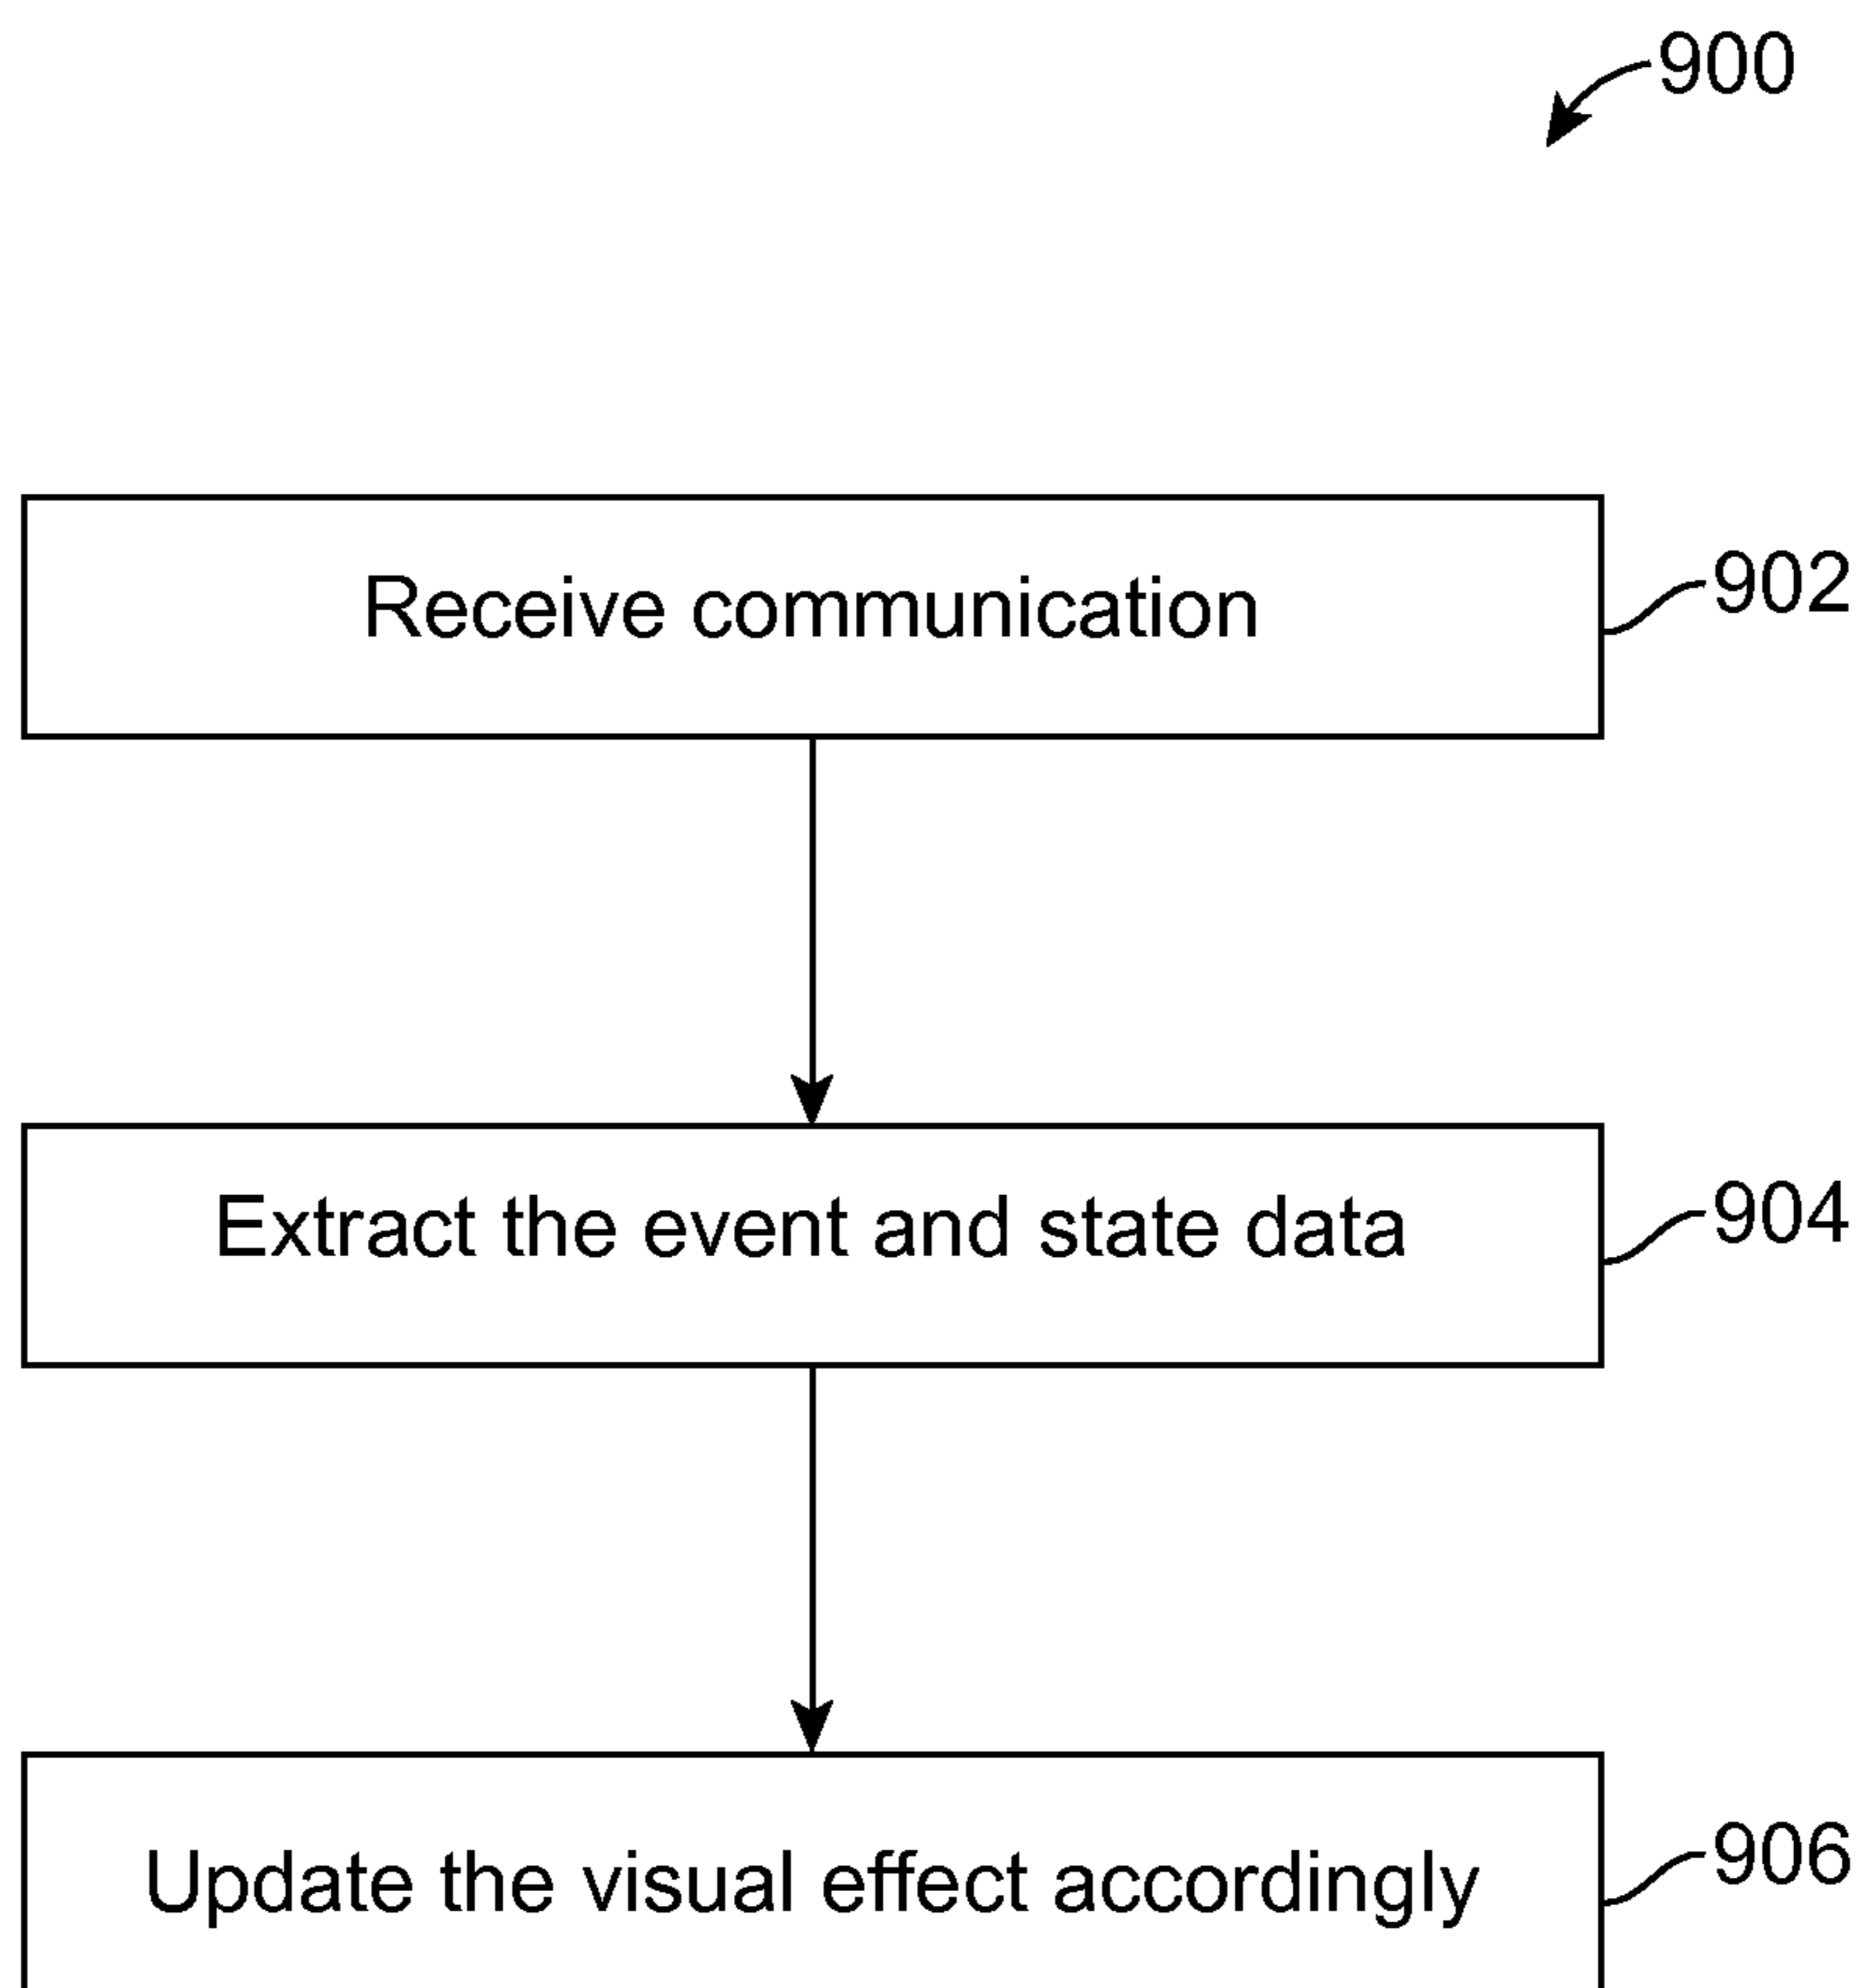 900
Receive communication
902
Extract the event and state data
904
Update the visual effect accordingly
906